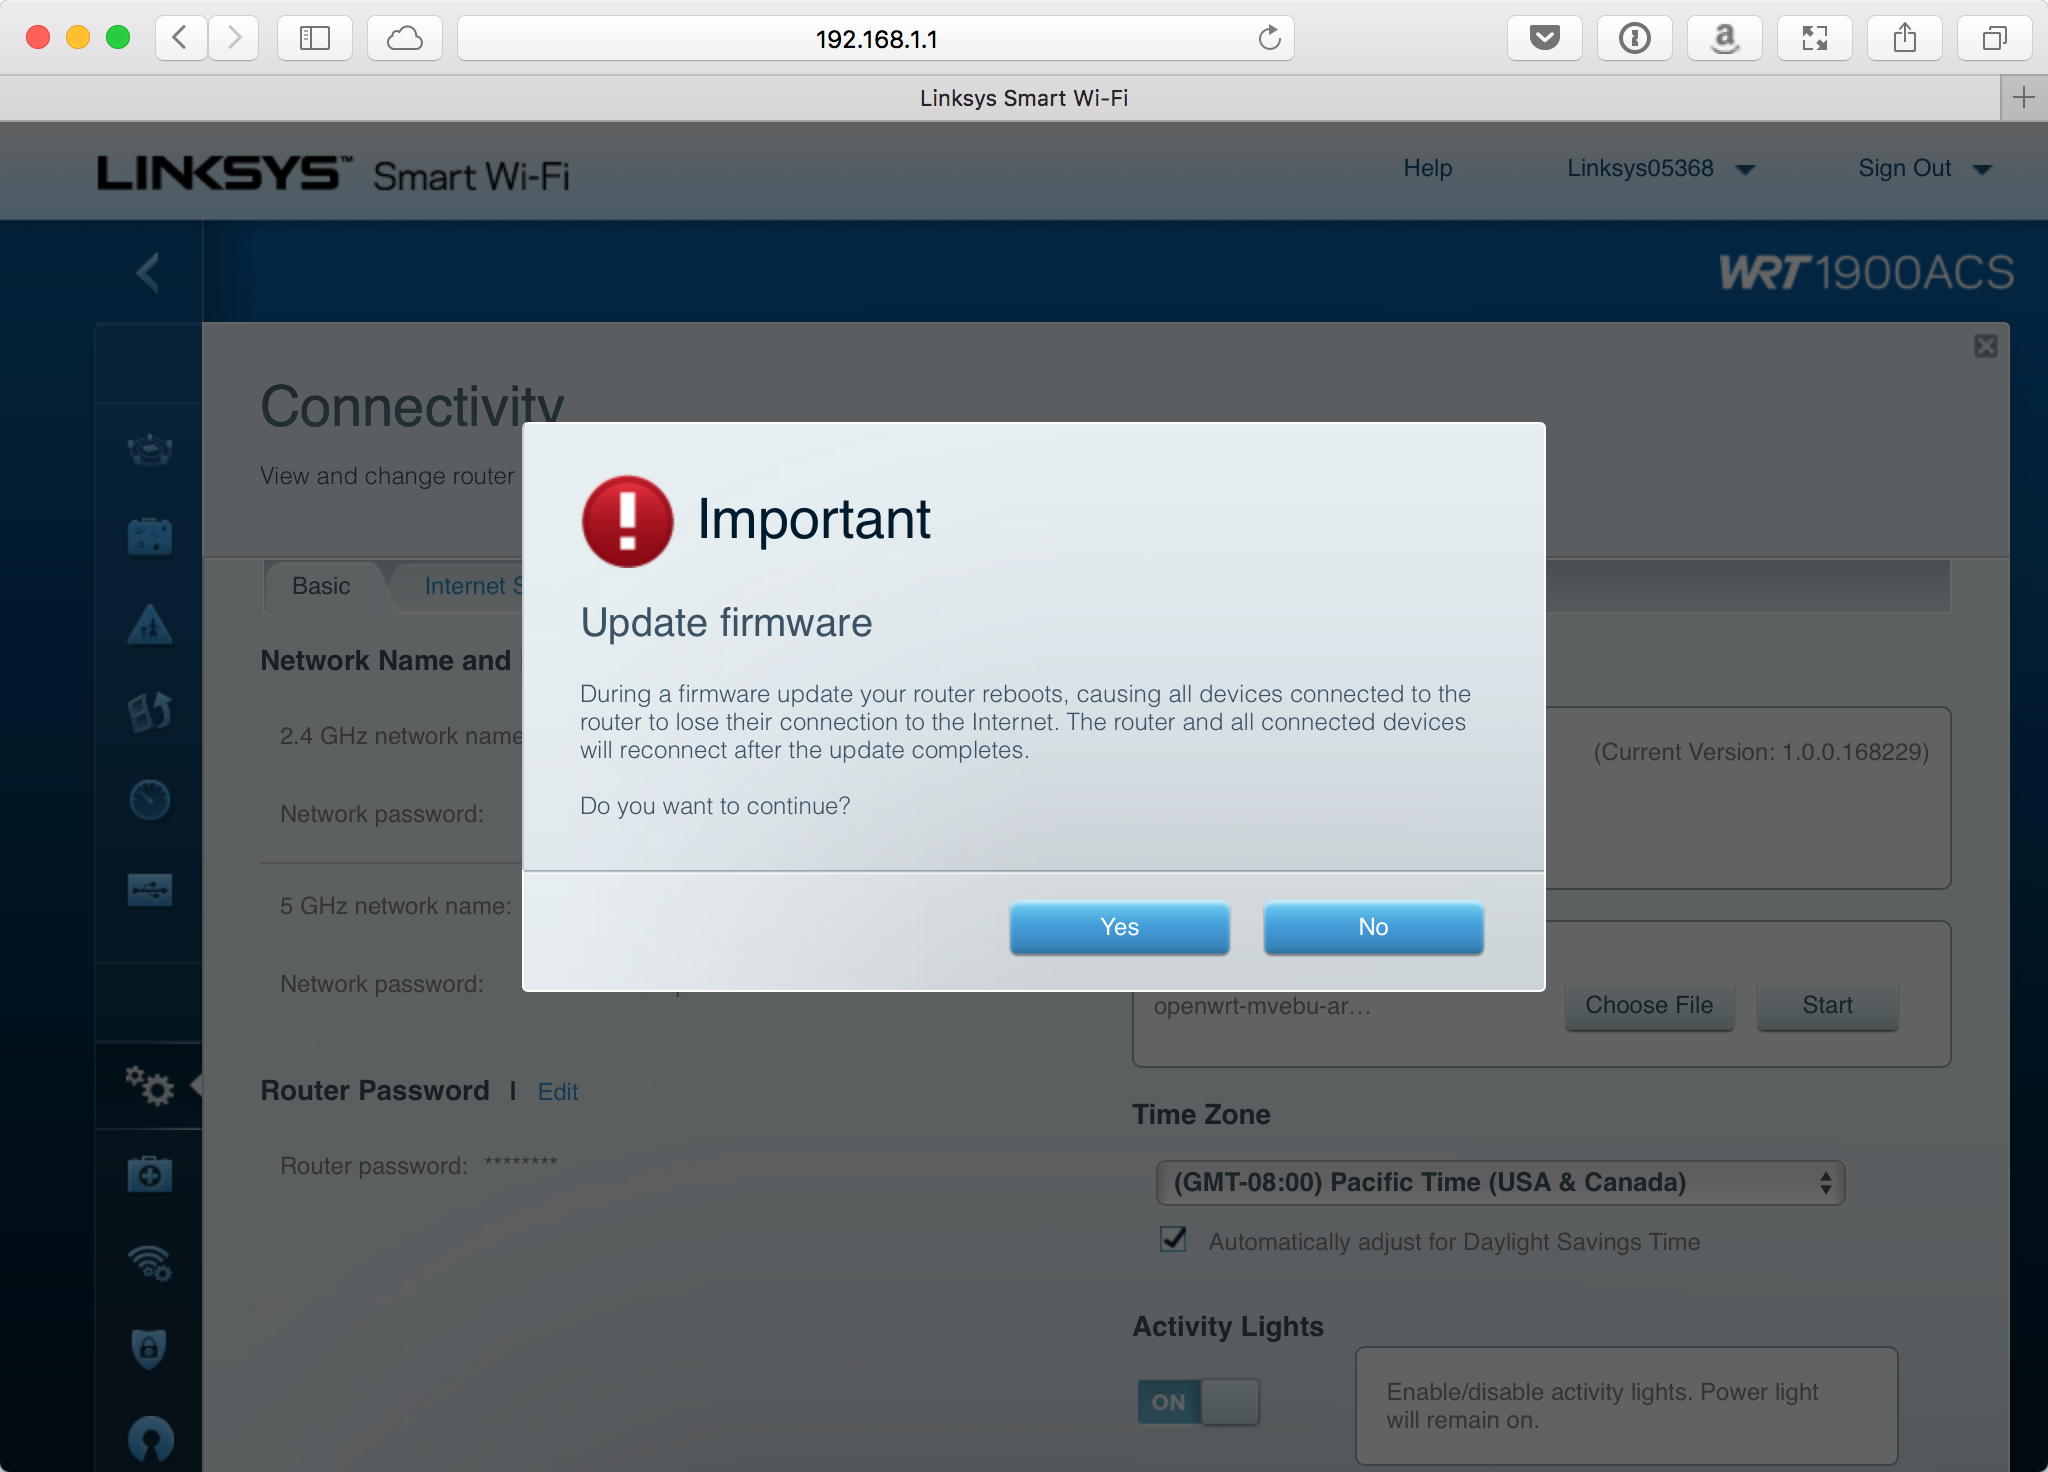 192.168.1.1
Linksys Smart Wi-Fi
LINKSYS™ Smart Wi-Fi
Help
Linksys05368
Sign Out
WRT1900ACS
Connectivity
View and change router
Important
Basic
Internet S
Update firmware
Network Name and
During a firmware update your router reboots, causing all devices connected to the
router to lose their connection to the Internet. The router and all connected devices
will reconnect after the update completes.
2.4 GHz network name
(Current Version: 1.0.0.168229)
Do you want to continue?
Network password:
5 GHz network name:
Yes
No
Network password:
openwrt-mvebu-ar...
Choose File
Start
Router Password | Edit
Time Zone
Router password: ********
(GMT-08:00) Pacific Time (USA & Canada)
Automatically adjust for Daylight Savings Time
Activity Lights
ON
Enable/disable activity lights. Power light
will remain on.